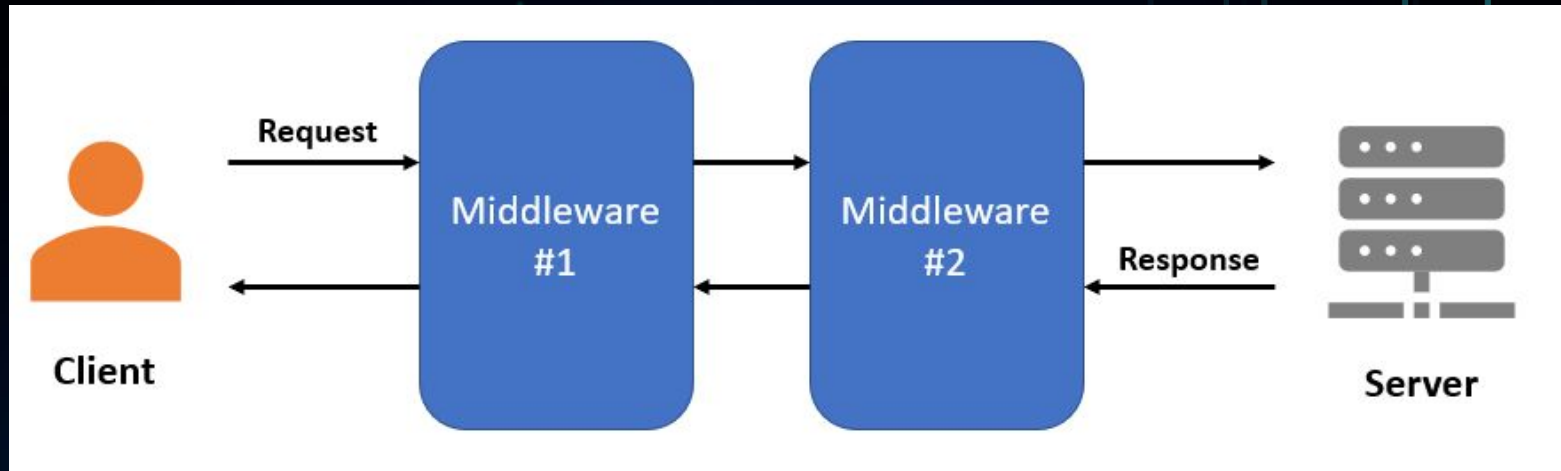 Request
Middleware
#1
Middleware
#2
Response
Client
Server